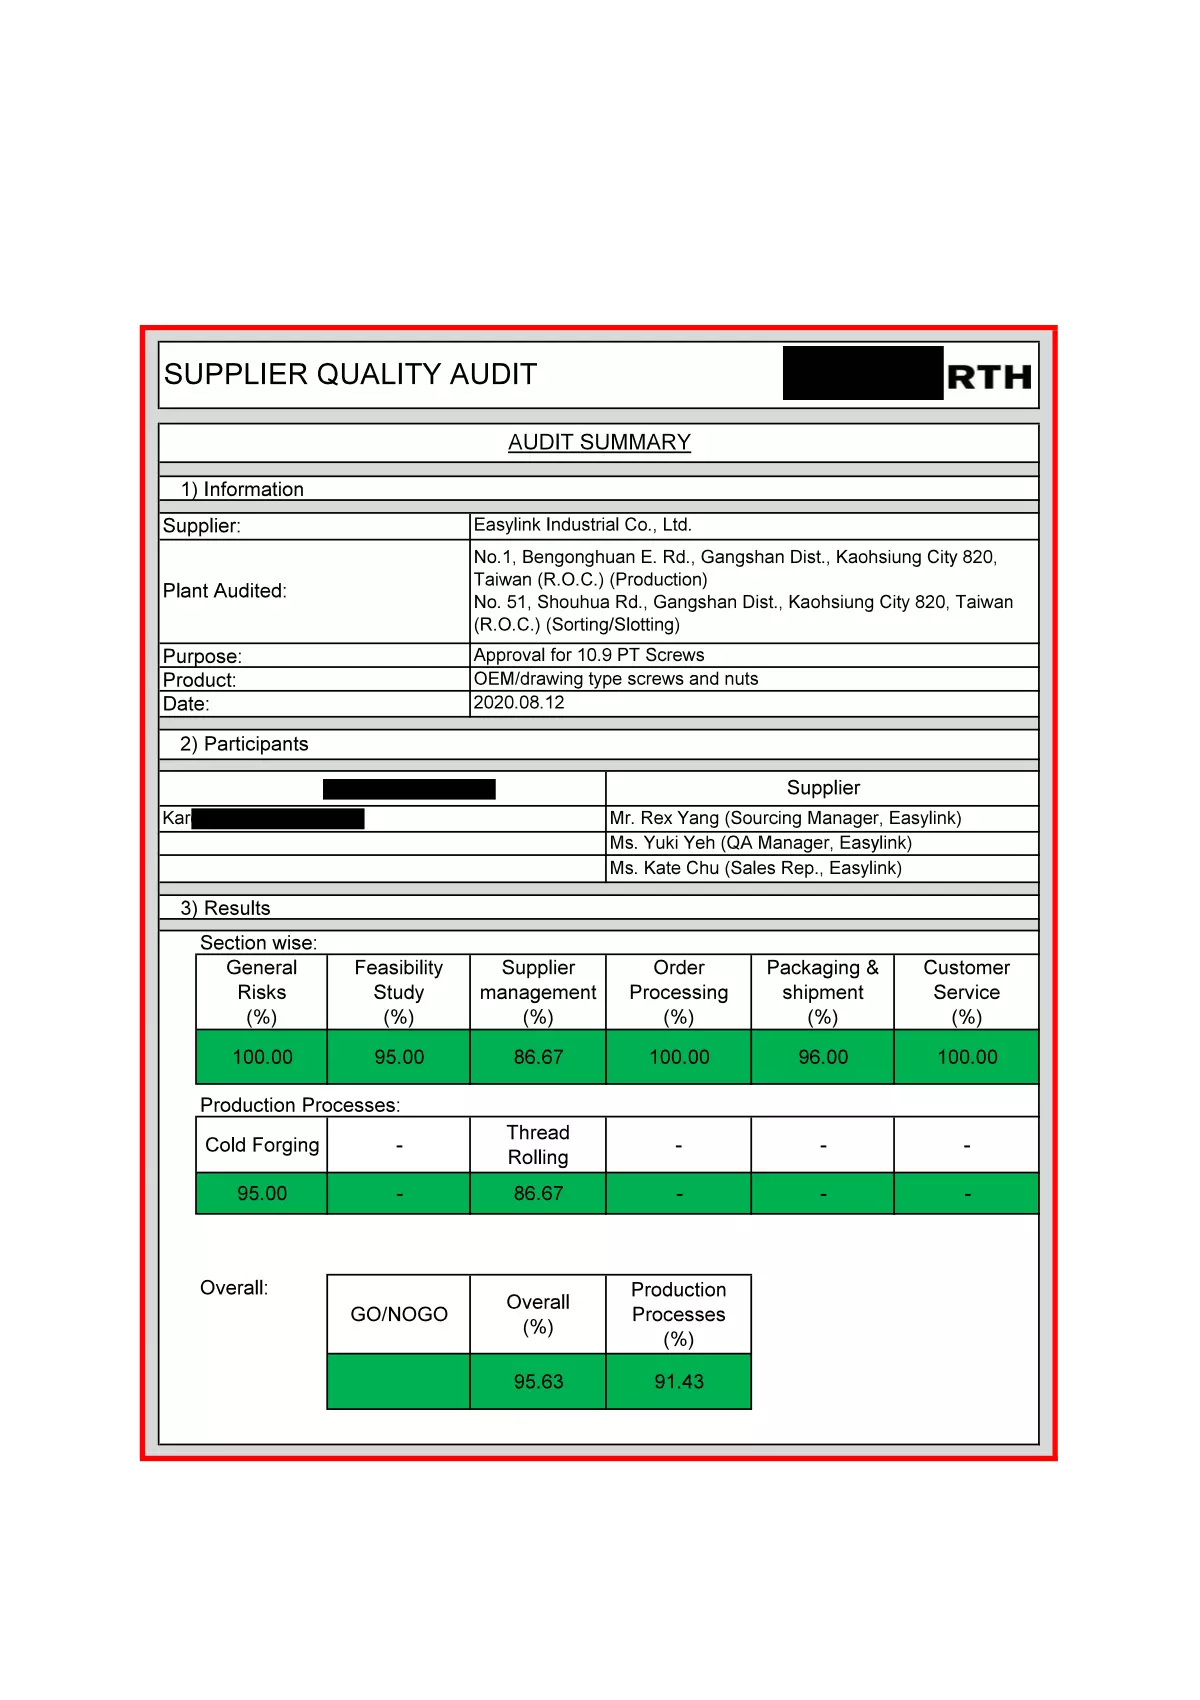 SUPPLIER QUALITY AUDIT
RTH
AUDIT SUMMARY
1) Information
Supplier: Easylink Industrial Co., Ltd.
Plant Audited:
No.1, Bengonghuan E. Rd., Gangshan Dist., Kaohsiung City 820,
Taiwan (R.O.C.) (Production)
No. 51, Shouhua Rd., Gangshan Dist., Kaohsiung City 820, Taiwan
(R.O.C.) (Sorting/Slotting)
Purpose: Approval for 10.9 PT Screws
Product: OEM/drawing type screws and nuts
Date: 2020.08.12
2) Participants
Supplier
Kar Mr. Rex Yang (Sourcing Manager, Easylink)
Ms. Yuki Yeh (QA Manager, Easylink)
Ms. Kate Chu (Sales Rep., Easylink)
3) Results
Section wise:
General Feasibility Supplier Order Packaging & Customer
Risks Study management Processing shipment Service
(%) (%) (%) (%) (%) (%)
100.00 95.00 86.67 100.00 96.00 100.00
Production Processes:
Cold Forging - Thread Rolling - - -
95.00 - 86.67 - - -
Overall:
GO/NOGO Overall (%) Production Processes (%)
95.63 91.43